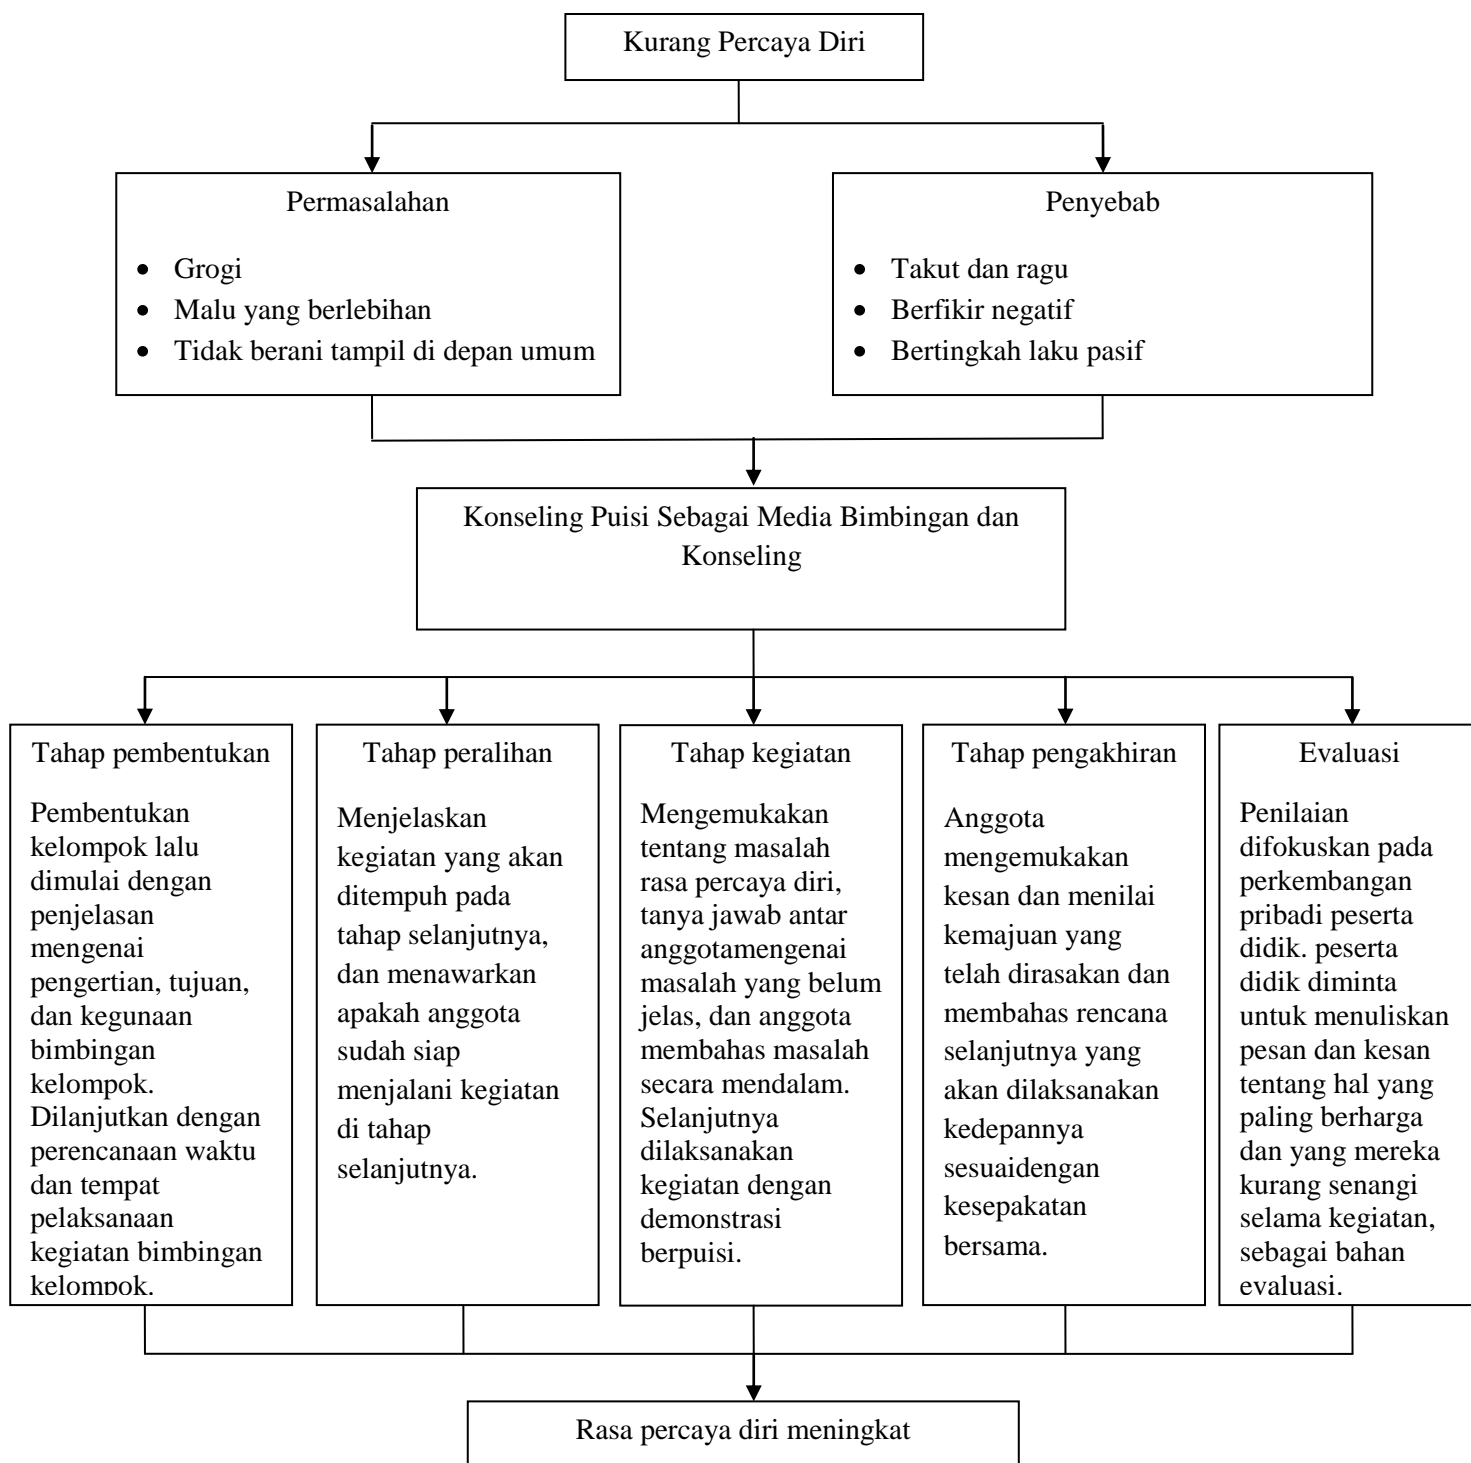 Kurang Percaya Diri
Permasalahan
• Grogi
• Malu yang berlebihan
• Tidak berani tampil di depan umum
Penyebab
• Takut dan ragu
• Berfikir negatif
• Bertingkah laku pasif
Konseling Puisi Sebagai Media Bimbingan dan
Konseling
Tahap pembentukan
Pembentukan
kelompok lalu
dimulai dengan
penjelasan
mengenai
pengertian, tujuan,
dan kegunaan
bimbingan
kelompok.
Dilanjutkan dengan
perencanaan waktu
dan tempat
pelaksanaan
kegiatan bimbingan
kelompok.
Tahap peralihan
Menjelaskan
kegiatan yang akan
ditempuh pada
tahap selanjutnya,
dan menawarkan
apakah anggota
sudah siap
menjalani kegiatan
di tahap
selanjutnya.
Tahap kegiatan
Mengemukakan
tentang masalah
rasa percaya diri,
tanya jawab antar
anggotamengenai
masalah yang belum
jelas, dan anggota
membahas masalah
secara mendalam.
Selanjutnya
dilaksanakan
kegiatan dengan
demonstrasi
berpuisi.
Tahap pengakhiran
Anggota
mengemukakan
kesan dan menilai
kemajuan yang
telah dirasakan dan
membahas rencana
selanjutnya yang
akan dilaksanakan
kedepannya
sesuaidengan
kesepakatan
bersama.
Evaluasi
Penilaian
difokuskan pada
perkembangan
pribadi peserta
didik. peserta
didik diminta
untuk menuliskan
pesan dan kesan
tentang hal yang
paling berharga
dan yang mereka
kurang senangi
selama kegiatan,
sebagai bahan
evaluasi.
Rasa percaya diri meningkat